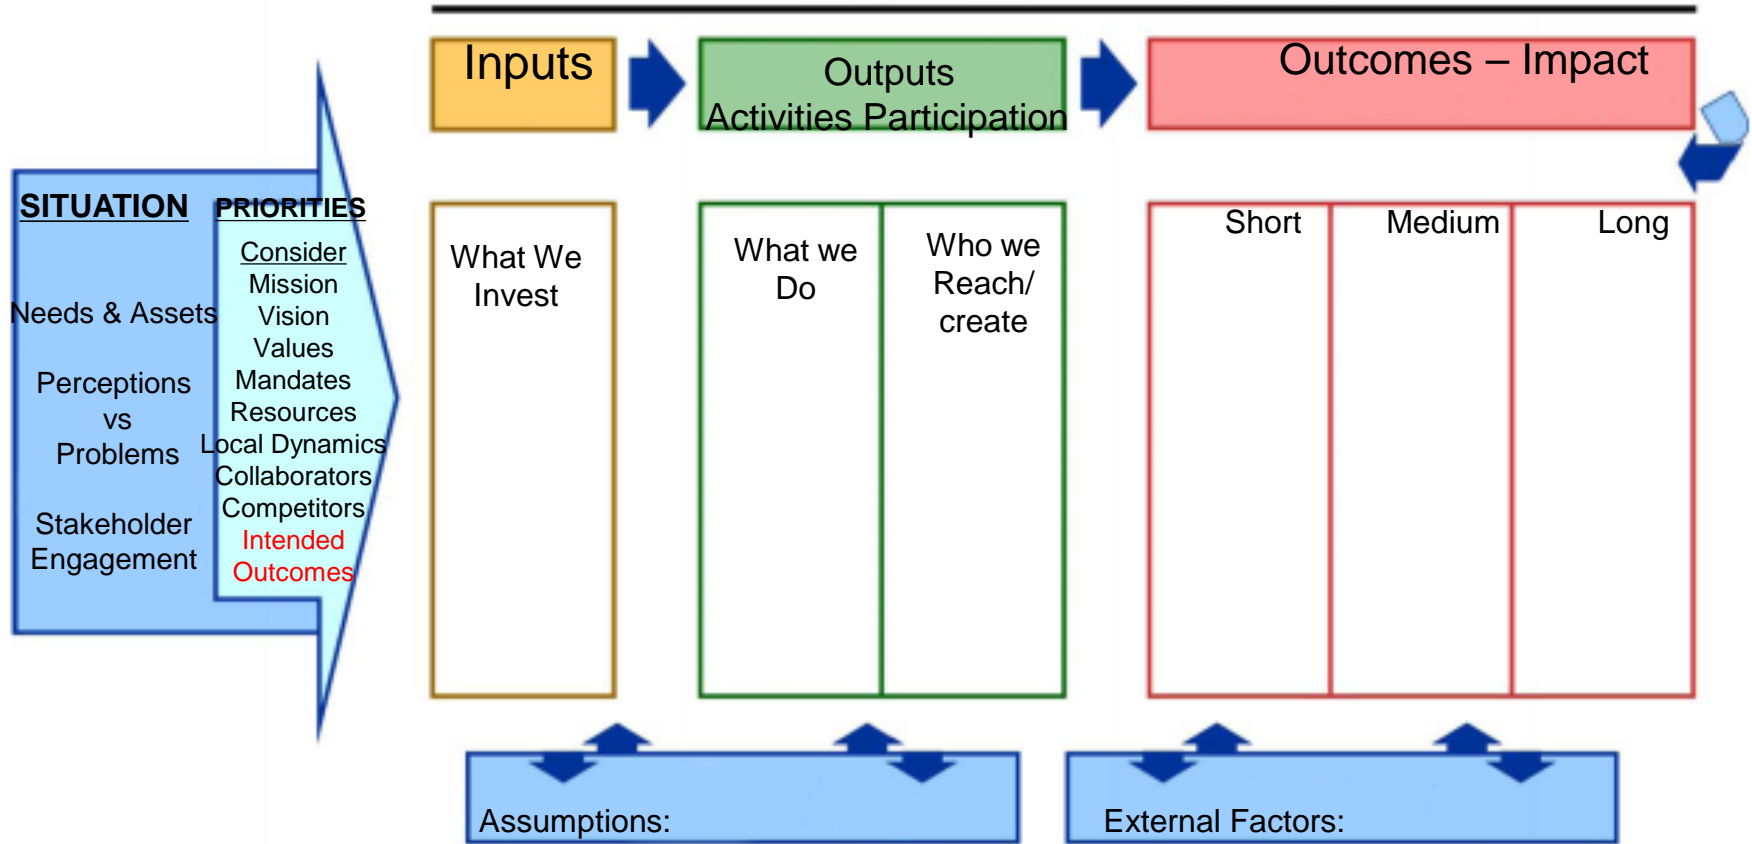 Inputs
Outputs
Activities Participation
Outcomes – Impact
SITUATION
Needs & Assets
Perceptions
vs
Problems
Stakeholder
Engagement
PRIORITIES
Consider
Mission
Vision
Values
Mandates
Resources
Local Dynamics
Collaborators
Competitors
Intended
Outcomes
What We
Invest
What we
Do
Who we
Reach/
create
Short
Medium
Long
Assumptions:
External Factors: